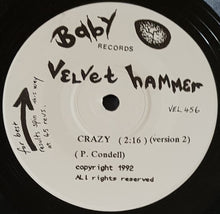 Baby
RECORDS
VELVET HAMMER
VEL 456
for best
results spin this way
at 45 revs.
CRAZY (2:16) (version 2)
( P. Condell)
copyright 1992
All rights reserved